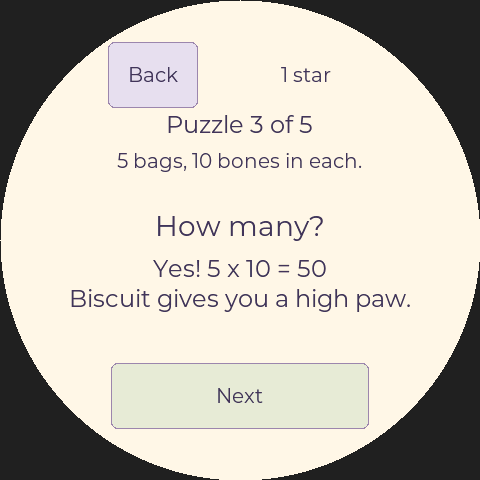 Back
1 star
Puzzle 3 of 5
5 bags, 10 bones in each.
How many?
Yes! 5 x 10 = 50
Biscuit gives you a high paw.
Next